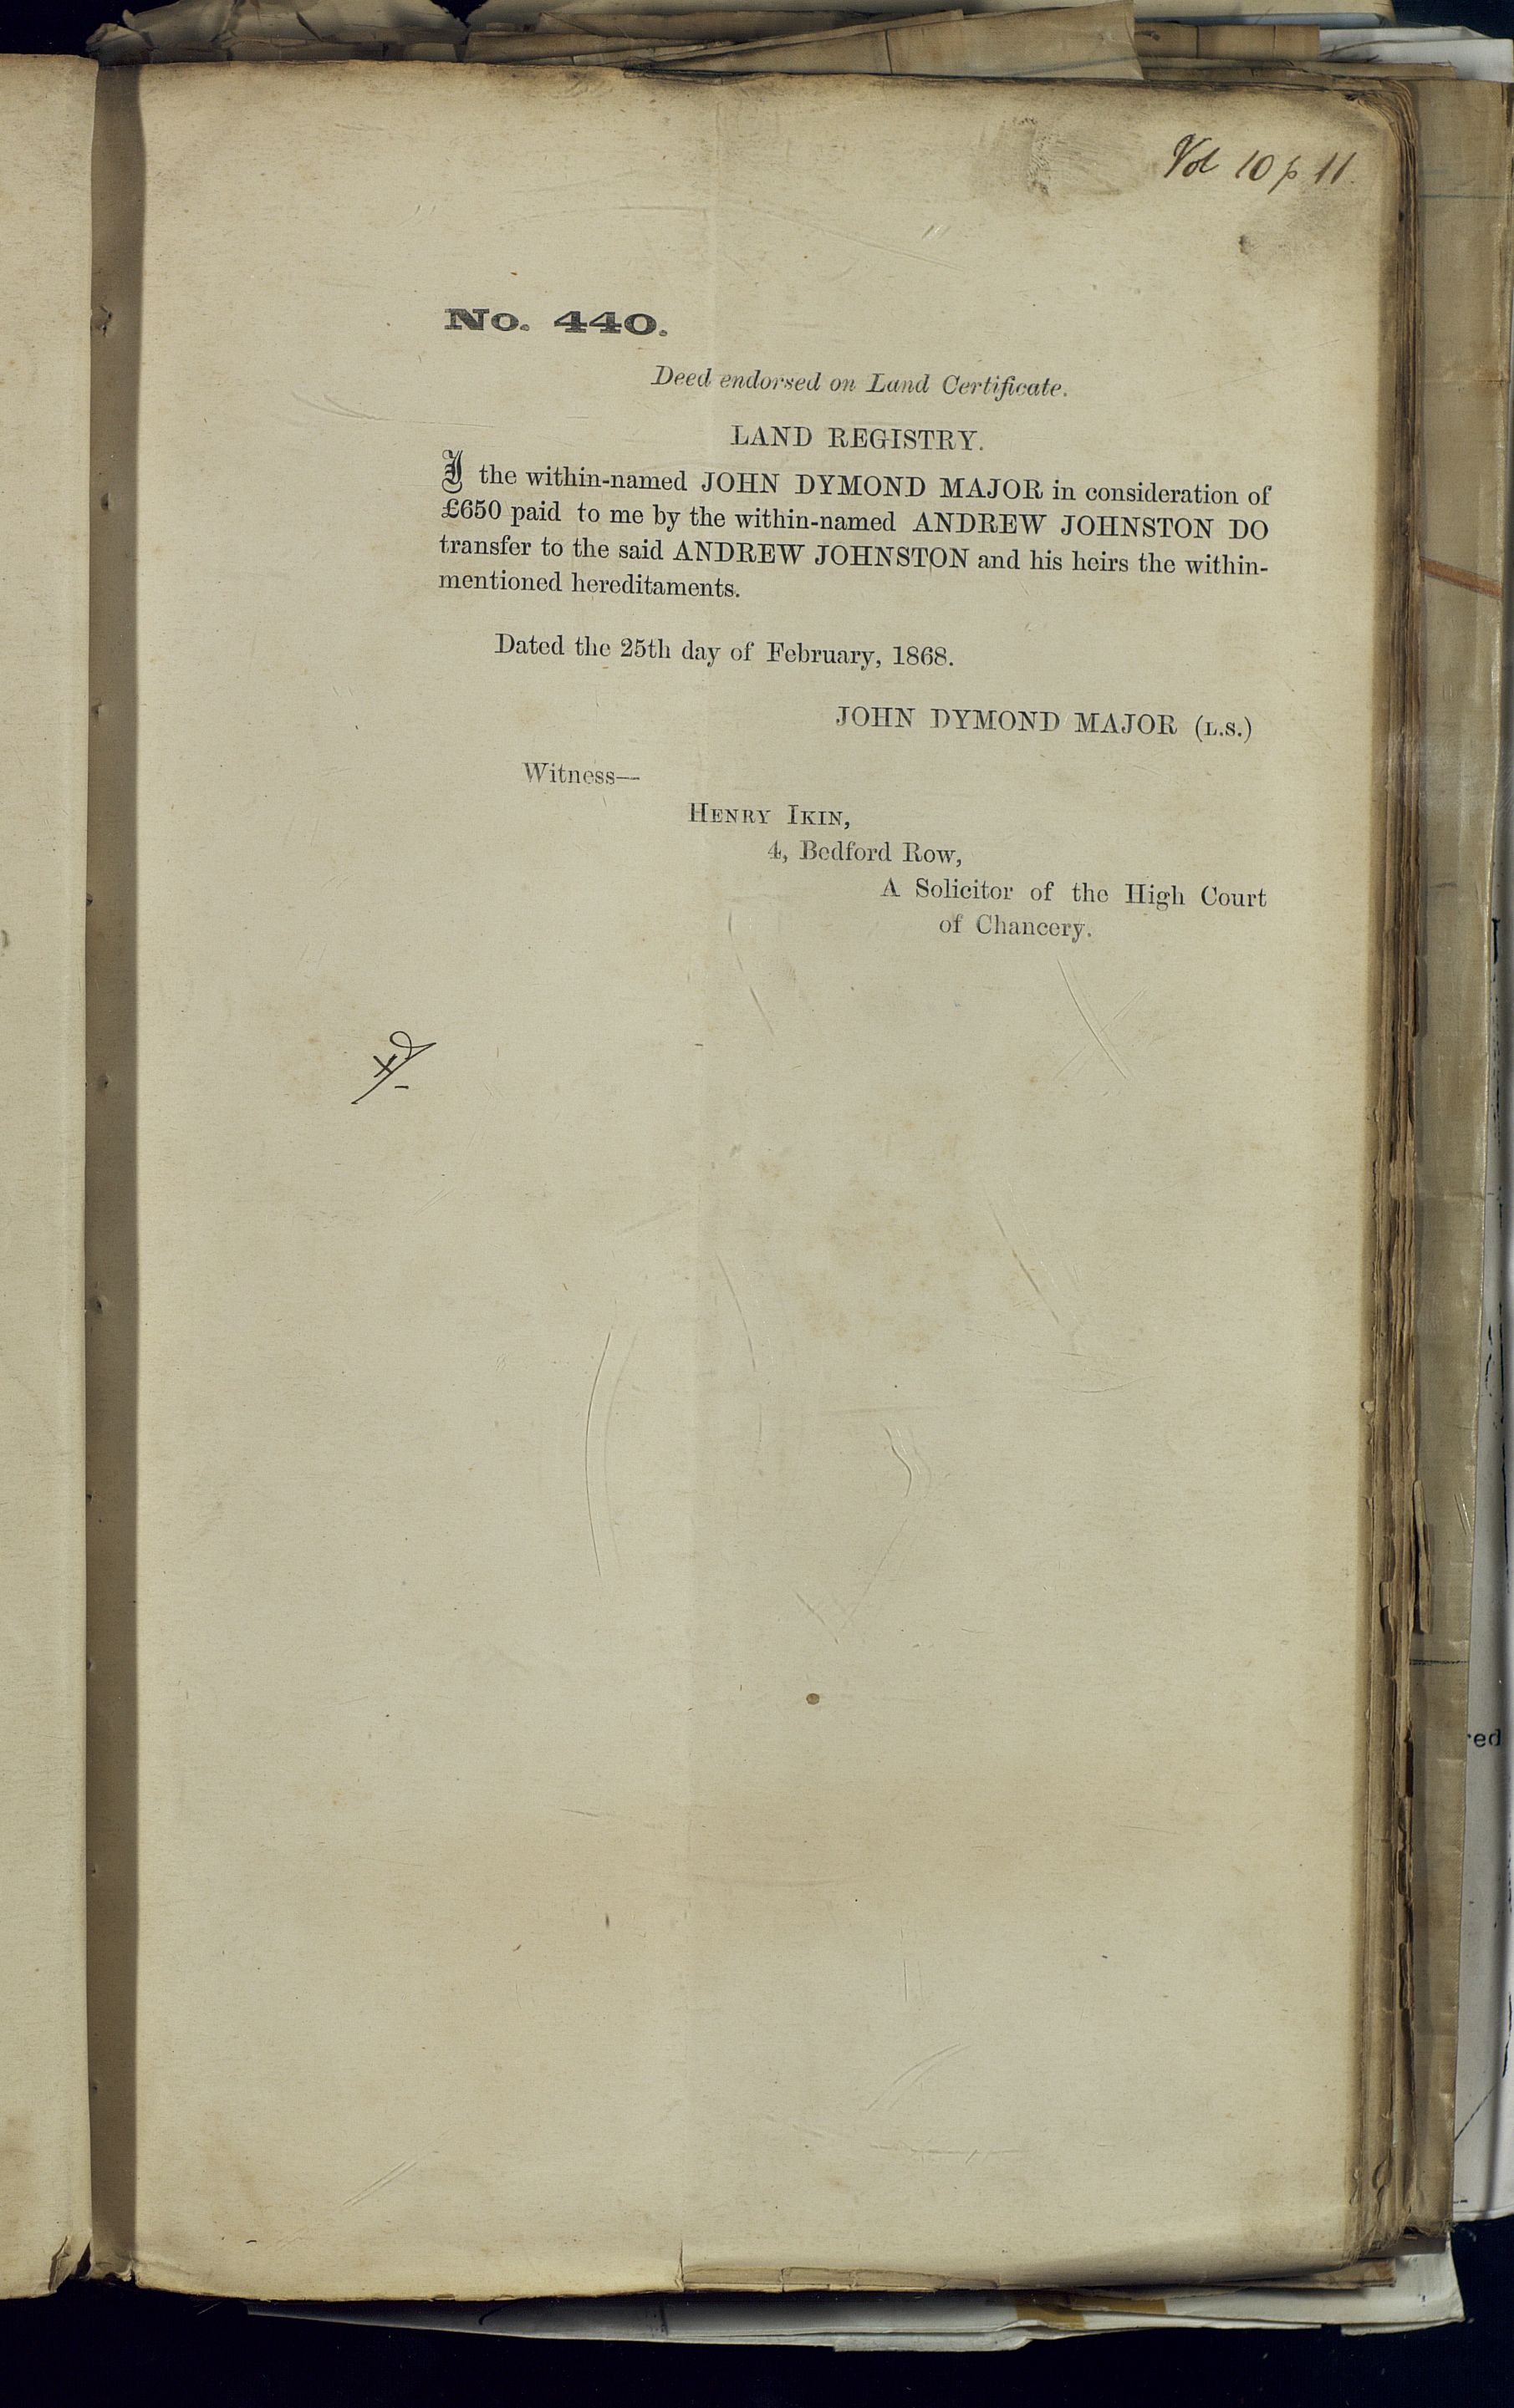 Vol 10 p 11.
No. 440.
Deed endorsed on Land Certificate.
LAND REGISTRY.
I the within-named JOHN DYMOND MAJOR in consideration of
£650 paid to me by the within-named ANDREW JOHNSTON DO
transfer to the said ANDREW JOHNSTON and his heirs the within-
mentioned hereditaments.
Dated the 25th day of February, 1868.
JOHN DYMOND MAJOR (L.S.)
Witness—
HENRY IKIN,
4, Bedford Row,
A Solicitor of the High Court
of Chancery.